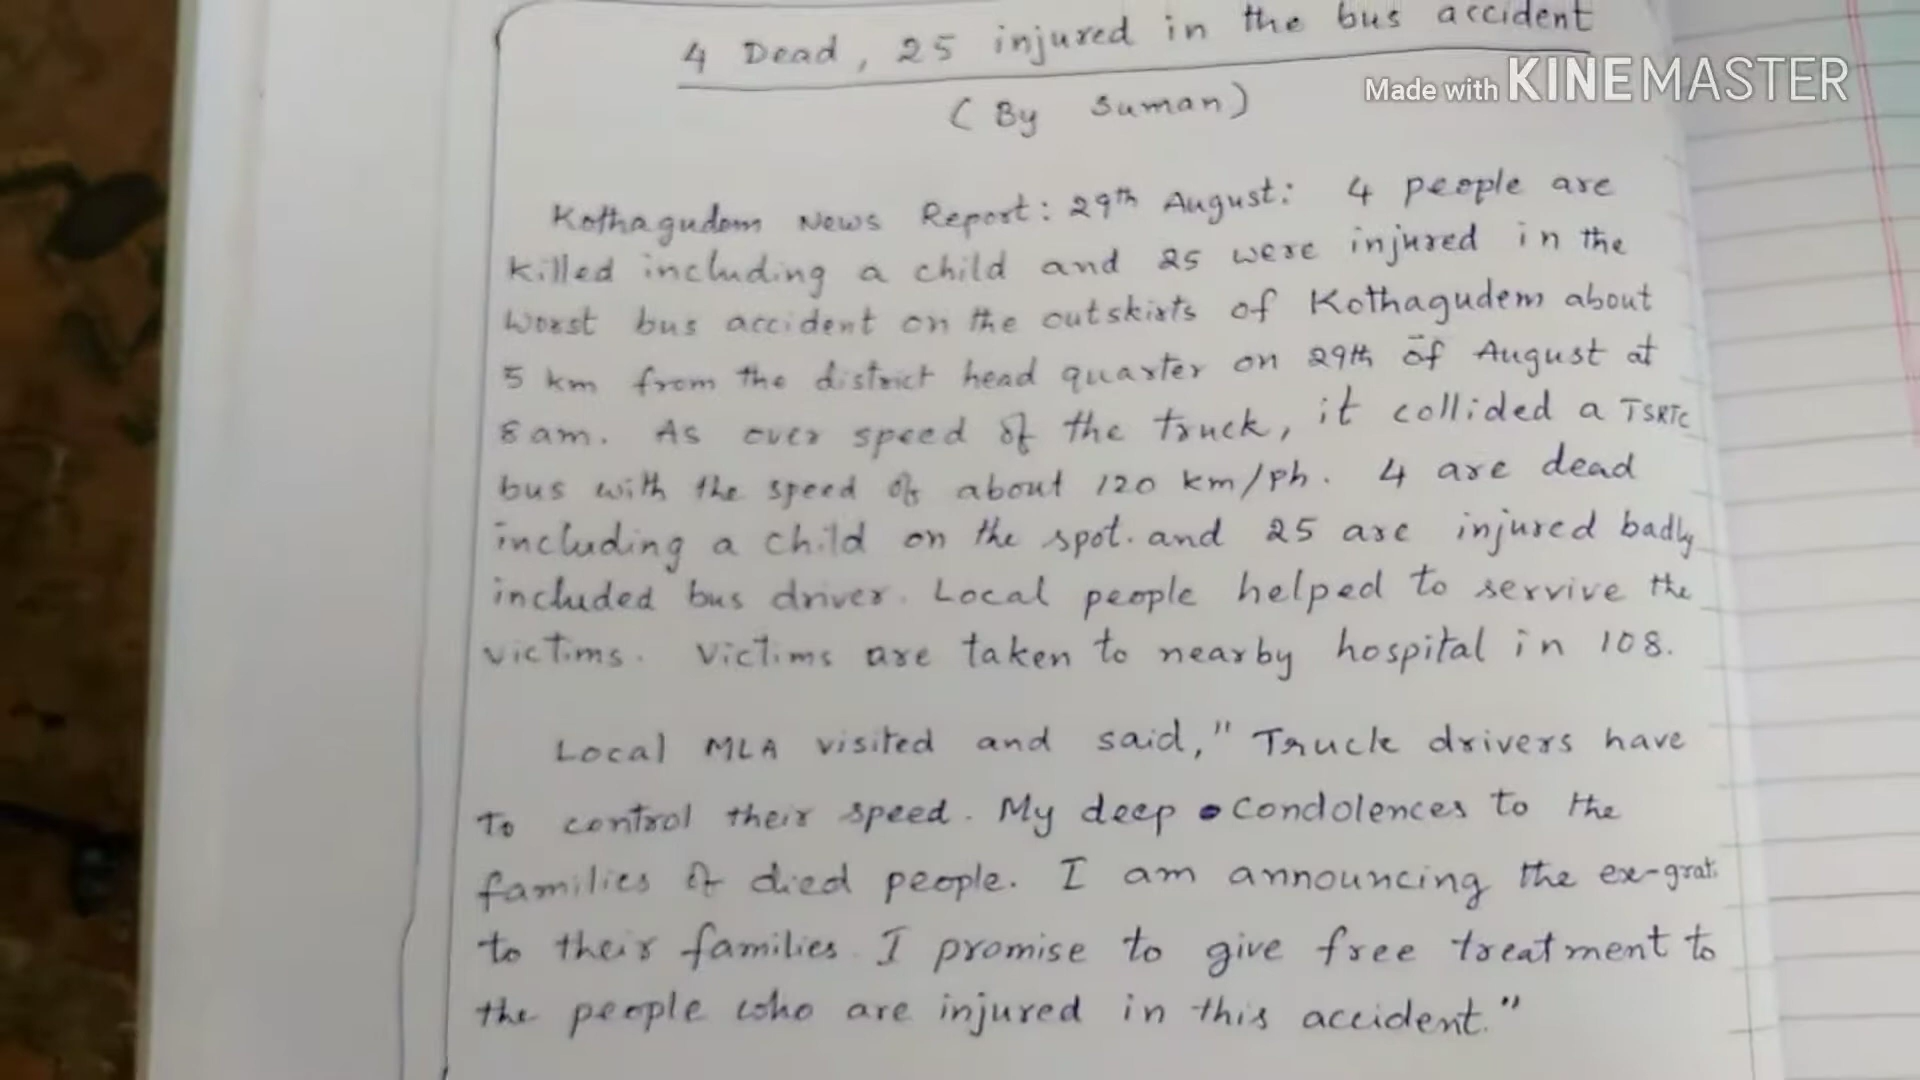 4 Dead, 25 injured in the bus accident
Made with KINEMASTER
(By Suman)
Kothagudem News Report: 29th August: 4 people are
killed including a child and 25 were injured in the
worst bus accident on the outskirts of Kothagudem about
5 km from the district head quarter on 29th of August at
8 am. As over speed of the truck, it collided a TSRTC
bus with the speed of about 120 km/ph. 4 are dead
including a child on the spot. and 25 are injured badly
included bus driver. Local people helped to servive the
victims. Victims are taken to nearby hospital in 108.
Local MLA visited and said, "Truck drivers have
to control their speed. My deep condolences to the
families of died people. I am announcing the ex-grati
to their families. I promise to give free treatment to
the people who are injured in this accident."